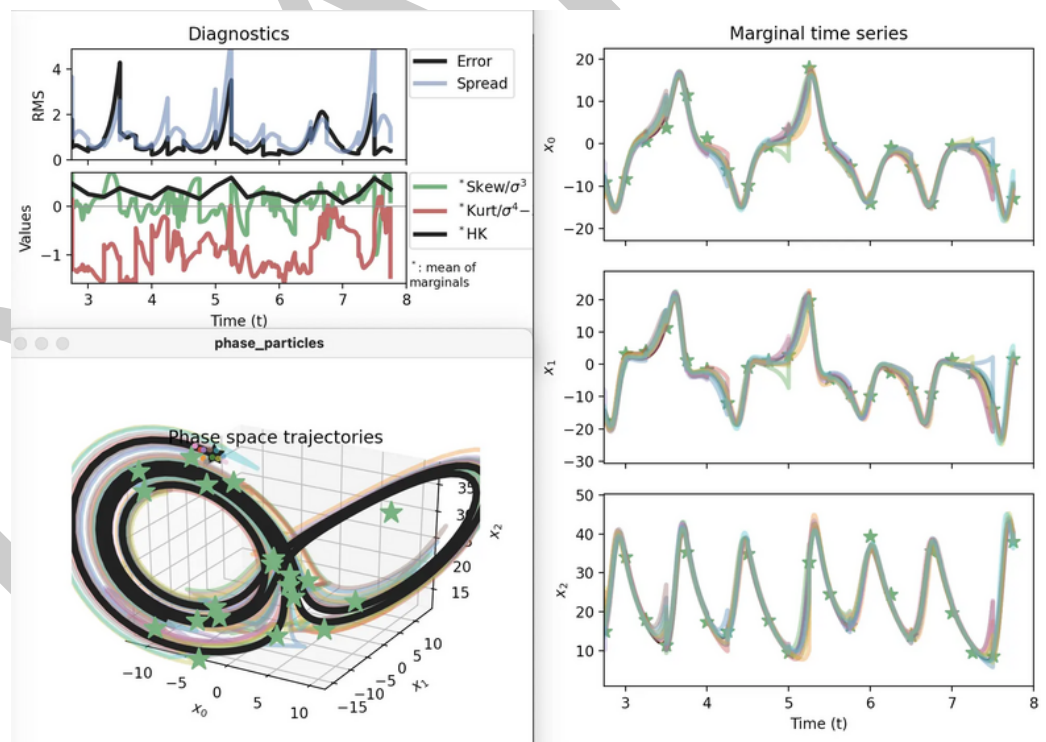 Diagnostics
4
2
0
RMS
Error
Spread
0
−1
Values
*Skew/σ³
*Kurt/σ⁴−
*HK
*: mean of
marginals
3 4 5 6 7 8
Time (t)
phase_particles
Phase space trajectories
35
20
15
x₂
−10
−5
0
5
10
x₀
−15
−10
−5
0
5
10
x₁
Marginal time series
20
10
0
−10
−20
x₀
20
10
0
−10
−20
−30
x₁
50
40
30
20
10
x₂
3 4 5 6 7 8
Time (t)